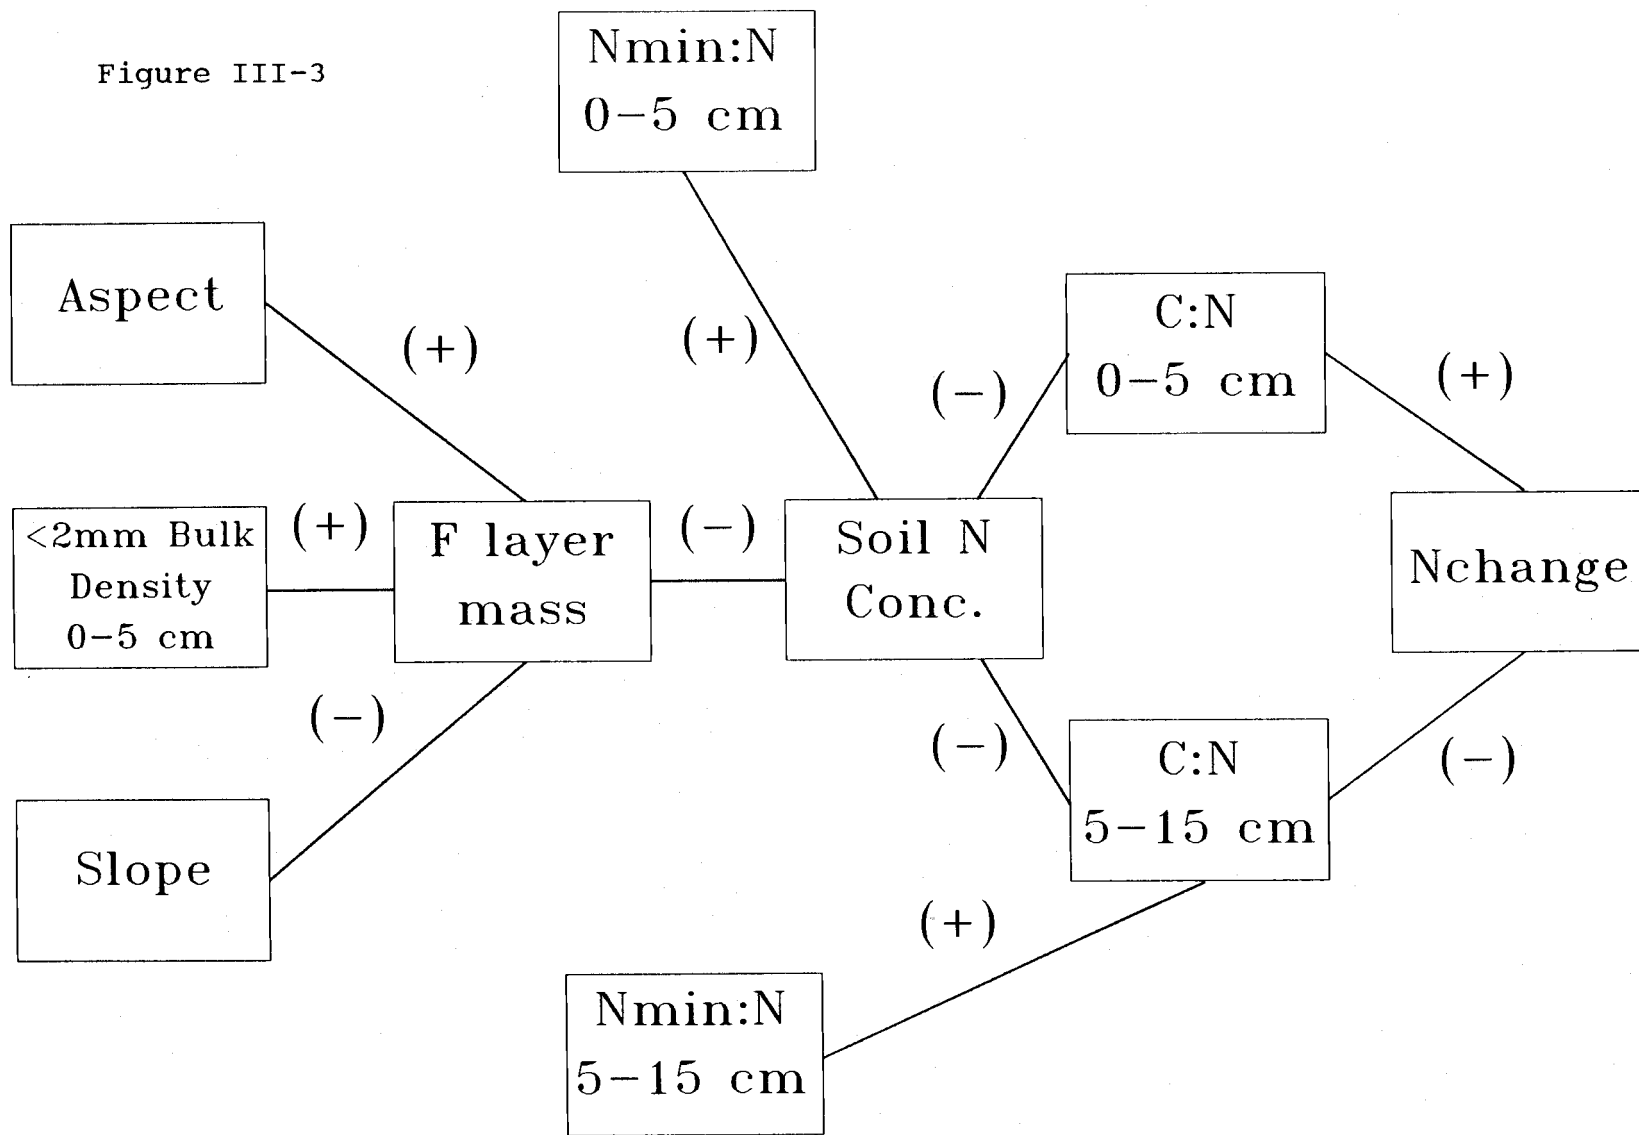 Figure III-3
Nmin:N
0-5 cm
Aspect
(+)
(+)
C:N
0-5 cm
(-)
(+)
<2mm Bulk
Density
0-5 cm
(+)
F layer
mass
(-)
Soil N
Conc.
Nchange
(-)
(-)
C:N
5-15 cm
(-)
Slope
(+)
Nmin:N
5-15 cm